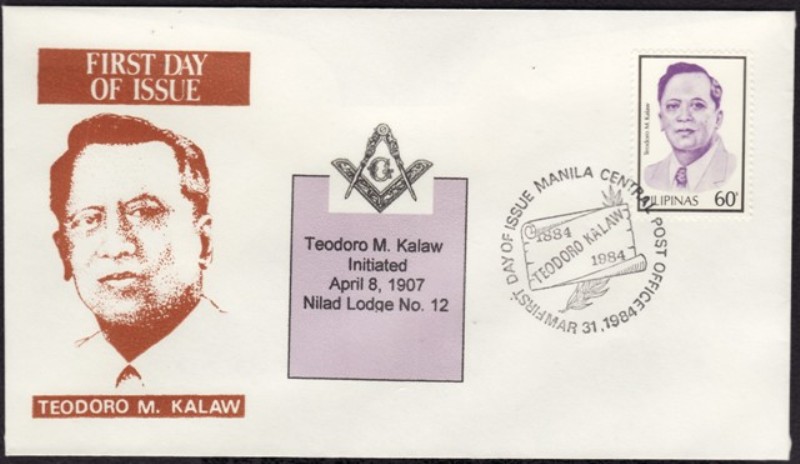 FIRST DAY
OF ISSUE
TEODORO M. KALAW
G
Teodoro M. Kalaw
Initiated
April 8, 1907
Nilad Lodge No. 12
Teodoro M. Kalaw
PILIPINAS 60s
FIRST DAY OF ISSUE MANILA CENTRAL POST OFFICE
1884
TEODORO KALAW
1984
MAR 31, 1984